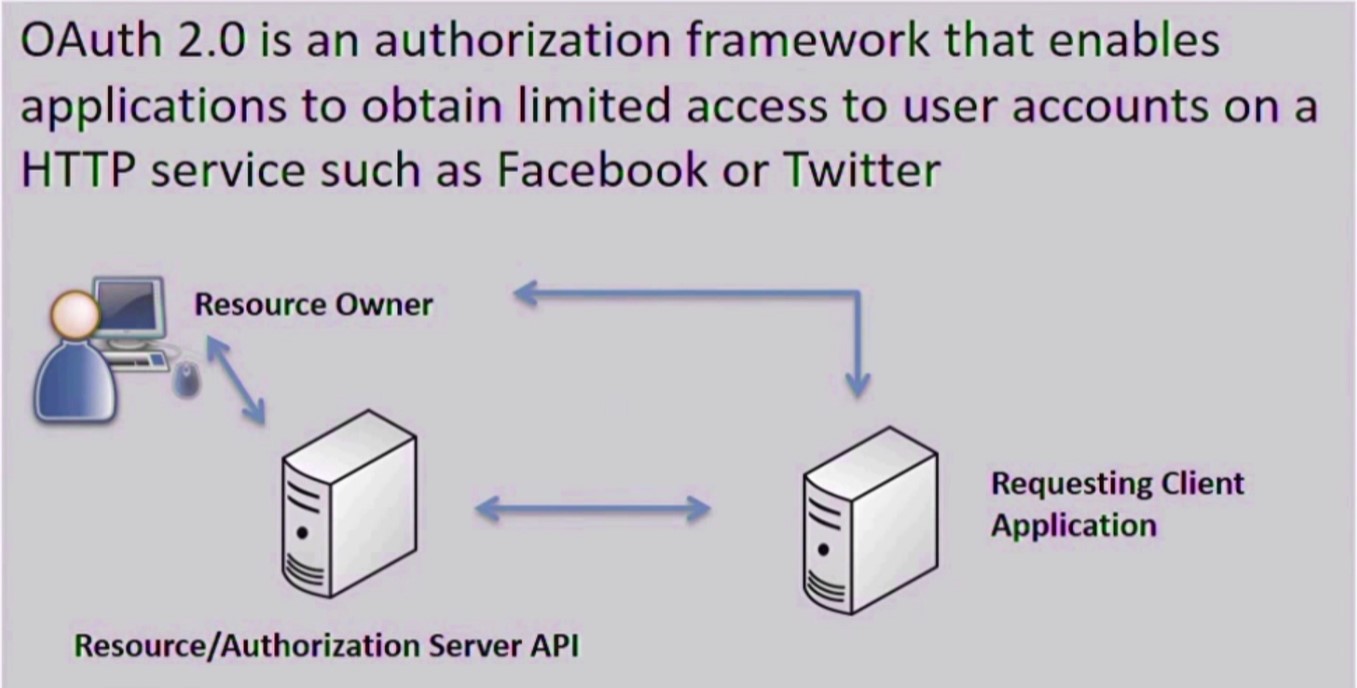 OAuth 2.0 is an authorization framework that enables
applications to obtain limited access to user accounts on a
HTTP service such as Facebook or Twitter
Resource Owner
Requesting Client
Application
Resource/Authorization Server API